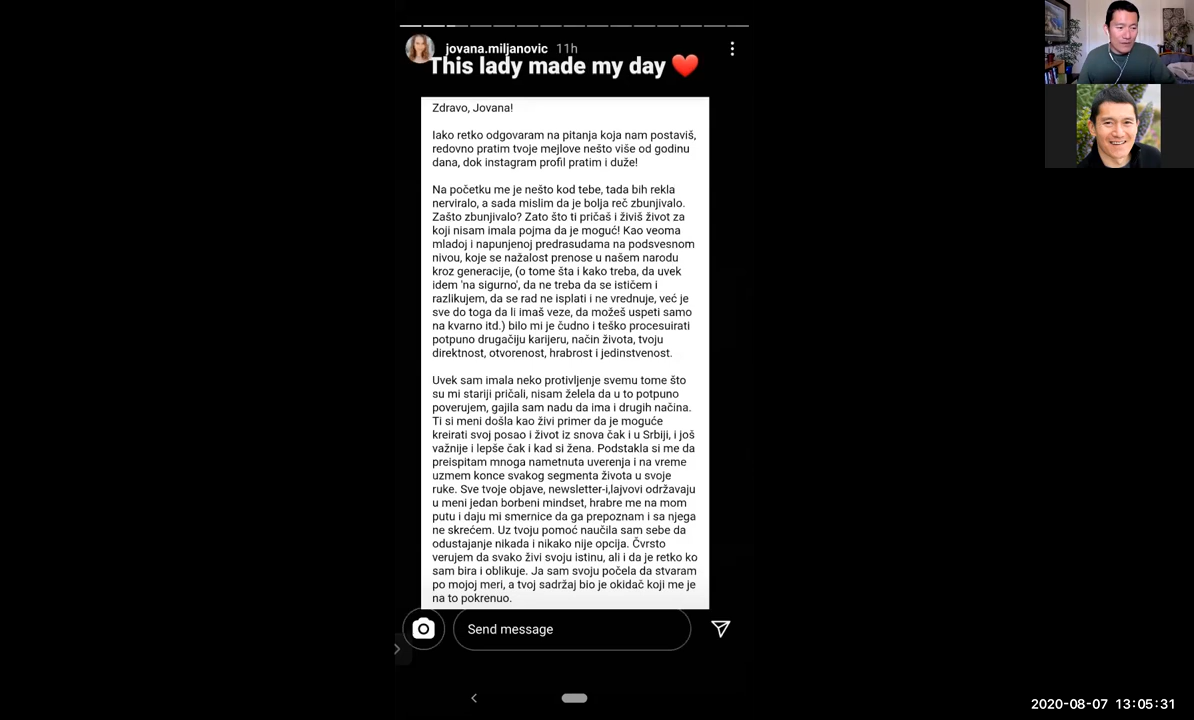 jovana.miljanovic 11h
This lady made my day ❤️
Zdravo, Jovana!
Iako retko odgovaram na pitanja koja nam postaviš,
redovno pratim tvoje mejlove nešto više od godinu
dana, dok instagram profil pratim i duže!
Na početku me je nešto kod tebe, tada bih rekla
nerviralo, a sada mislim da je bolja reč zbunjivalo.
Zašto zbunjivalo? Zato što ti pričaš i živiš život za
koji nisam imala pojma da je moguć! Kao veoma
mladoj i napunjenoj predrasudama na podsvesnom
nivou, koje se nažalost prenose u našem narodu
kroz generacije, (o tome šta i kako treba, da uvek
idem 'na sigurno', da ne treba da se ističem i
razlikujem, da se rad ne isplati i ne vrednuje, već je
sve do toga da li imaš veze, da možeš uspeti samo
na kvarno itd.) bilo mi je čudno i teško procesuirati
potpuno drugačiju karijeru, način života, tvoju
direktnost, otvorenost, hrabrost i jedinstvenost.
Uvek sam imala neko protivljenje svemu tome što
su mi stariji pričali, nisam želela da u to potpuno
poverujem, gajila sam nadu da ima i drugih načina.
Ti si meni došla kao živi primer da je moguće
kreirati svoj posao i život iz snova čak i u Srbiji, i još
važnije i lepše čak i kad si žena. Podstakla si me da
preispitam mnoga nametnuta uverenja i na vreme
uzmem konce svakog segmenta života u svoje
ruke. Sve tvoje objave, newsletter-i,lajvovi održavaju
u meni jedan borbeni mindset, hrabre me na mom
putu i daju mi smernice da ga prepoznam i sa njega
ne skrećem. Uz tvoju pomoć naučila sam sebe da
odustajanje nikada i nikako nije opcija. Čvrsto
verujem da svako živi svoju istinu, ali i da je retko ko
sam bira i oblikuje. Ja sam svoju počela da stvaram
po mojoj meri, a tvoj sadržaj bio je okidač koji me je
na to pokrenuo.
Send message
2020-08-07 13:05:31